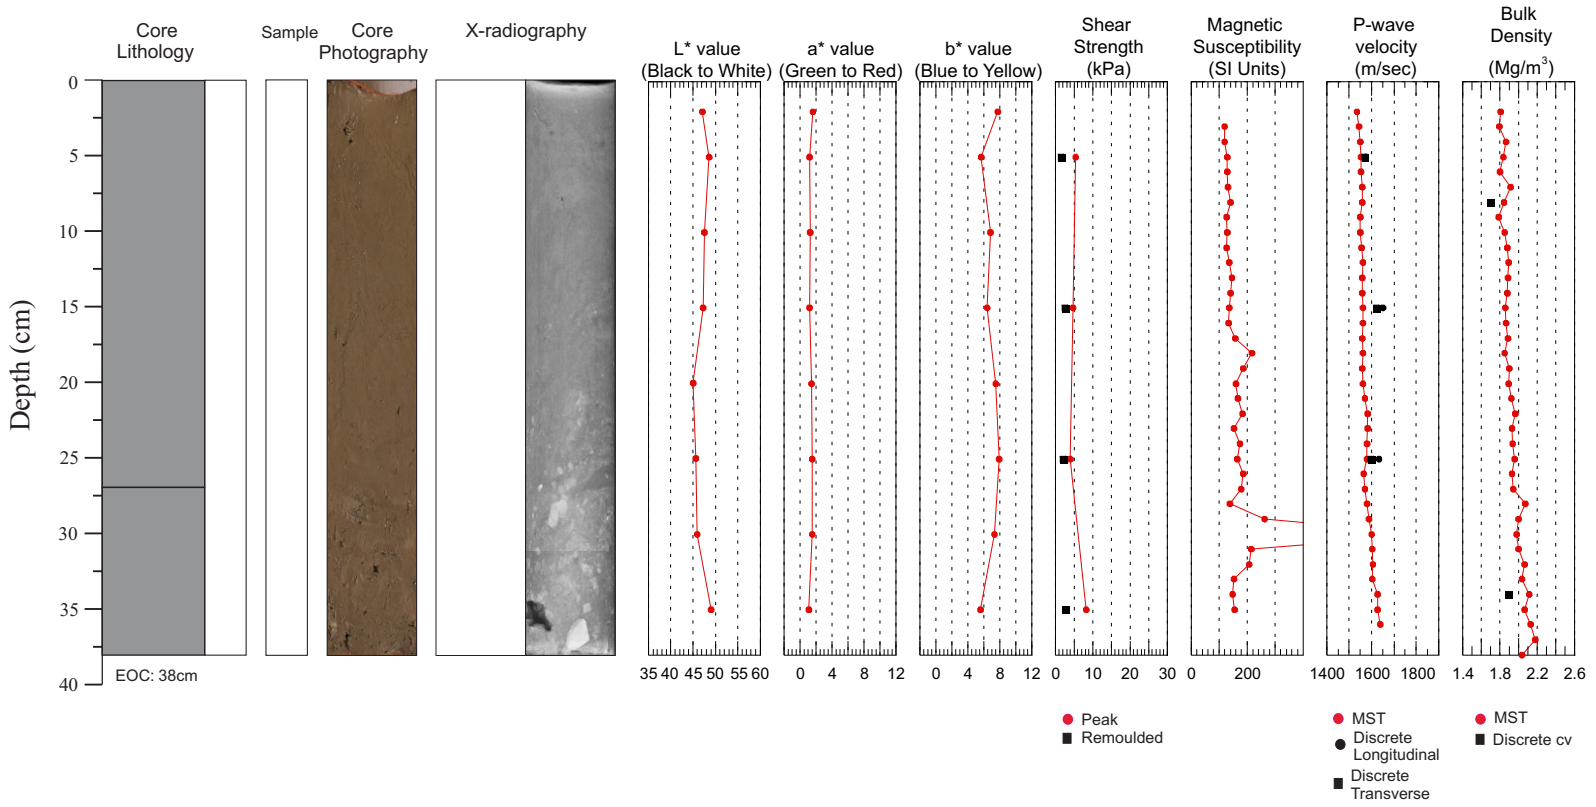 Core
Lithology
Sample
Core
Photography
X-radiography
L* value
(Black to White)
a* value
(Green to Red)
b* value
(Blue to Yellow)
Shear
Strength
(kPa)
Magnetic
Susceptibility
(SI Units)
P-wave
velocity
(m/sec)
Bulk
Density
(Mg/m³)
Depth (cm)
0
5
10
15
20
25
30
35
40
EOC: 38cm
35 40 45 50 55 60
0 4 8 12
0 4 8 12
0 10 20 30
0 200
1400 1600 1800
1.4 1.8 2.2 2.6
Peak
Remoulded
MST
Discrete
Longitudinal
Discrete
Transverse
MST
Discrete cv